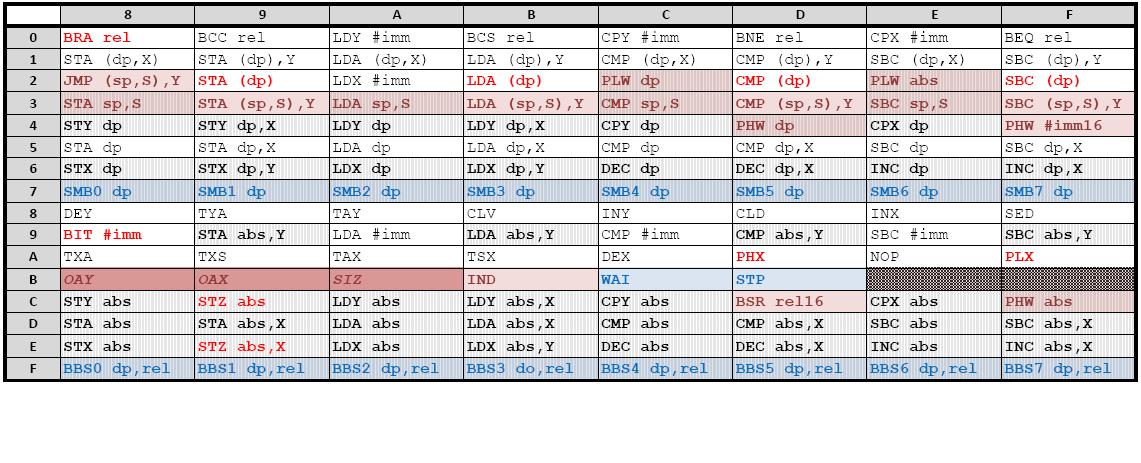 8 9 A B C D E F
0 BRA rel BCC rel LDY #imm BCS rel CPY #imm BNE rel CPX #imm BEQ rel
1 STA (dp,X) STA (dp),Y LDA (dp,X) LDA (dp),Y CMP (dp,X) CMP (dp),Y SBC (dp,X) SBC (dp),Y
2 JMP (sp,S),Y STA (dp) LDX #imm LDA (dp) PLW dp CMP (dp) PLW abs SBC (dp)
3 STA sp,S STA (sp,S),Y LDA sp,S LDA (sp,S),Y CMP sp,S CMP (sp,S),Y SBC sp,S SBC (sp,S),Y
4 STY dp STY dp,X LDY dp LDY dp,X CPY dp PHW dp CPX dp PHW #imm16
5 STA dp STA dp,X LDA dp LDA dp,X CMP dp CMP dp,X SBC dp SBC dp,X
6 STX dp STX dp,Y LDX dp LDX dp,Y DEC dp DEC dp,X INC dp INC dp,X
7 SMB0 dp SMB1 dp SMB2 dp SMB3 dp SMB4 dp SMB5 dp SMB6 dp SMB7 dp
8 DEY TYA TAY CLV INY CLD INX SED
9 BIT #imm STA abs,Y LDA #imm LDA abs,Y CMP #imm CMP abs,Y SBC #imm SBC abs,Y
A TXA TXS TAX TSX DEX PHX NOP PLX
B OAY OAX SIZ IND WAI STP
C STY abs STZ abs LDY abs LDY abs,X CPY abs BSR rel16 CPX abs PHW abs
D STA abs STA abs,X LDA abs LDA abs,X CMP abs CMP abs,X SBC abs SBC abs,X
E STX abs STZ abs,X LDX abs LDX abs,Y DEC abs DEC abs,X INC abs INC abs,X
F BBS0 dp,rel BBS1 dp,rel BBS2 dp,rel BBS3 do,rel BBS4 dp,rel BBS5 dp,rel BBS6 dp,rel BBS7 dp,rel